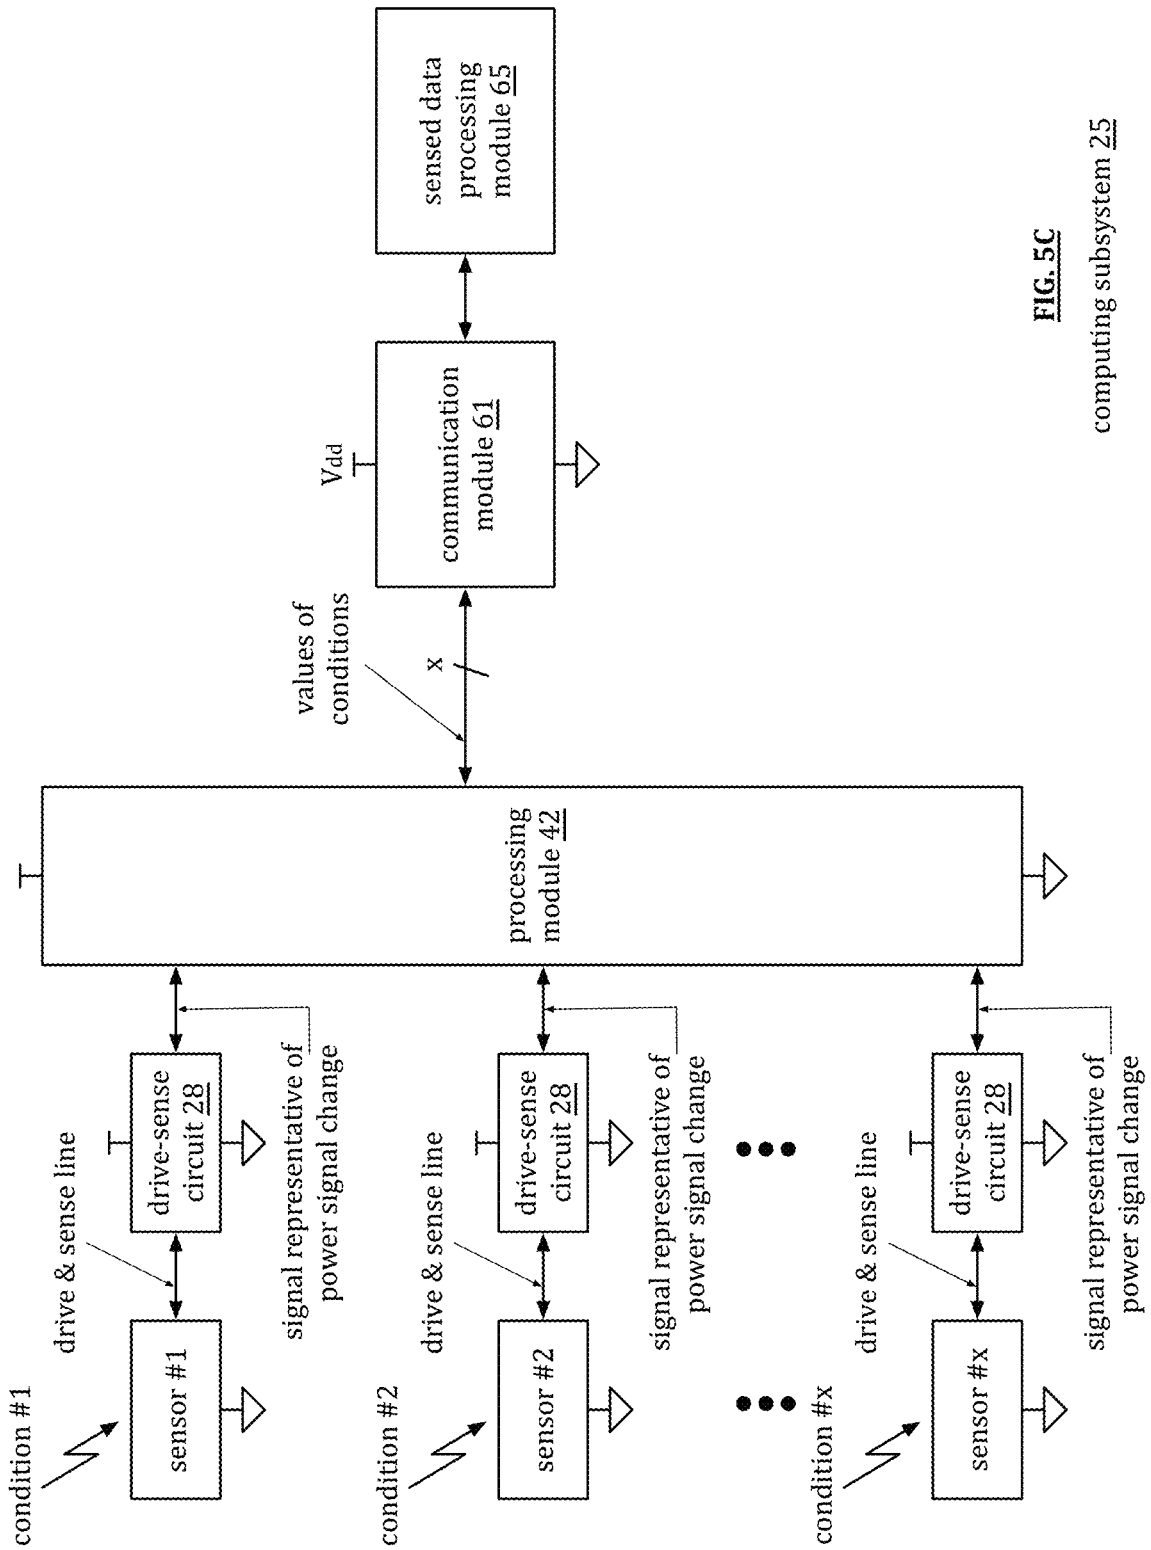 condition #1
drive & sense line
sensor #1
drive-sense
circuit 28
signal representative of
power signal change
condition #2
drive & sense line
sensor #2
drive-sense
circuit 28
signal representative of
power signal change
condition #x
drive & sense line
sensor #x
drive-sense
circuit 28
signal representative of
power signal change
processing
module 42
values of
conditions
x
Vdd
communication
module 61
sensed data
processing
module 65
FIG. 5C
computing subsystem 25